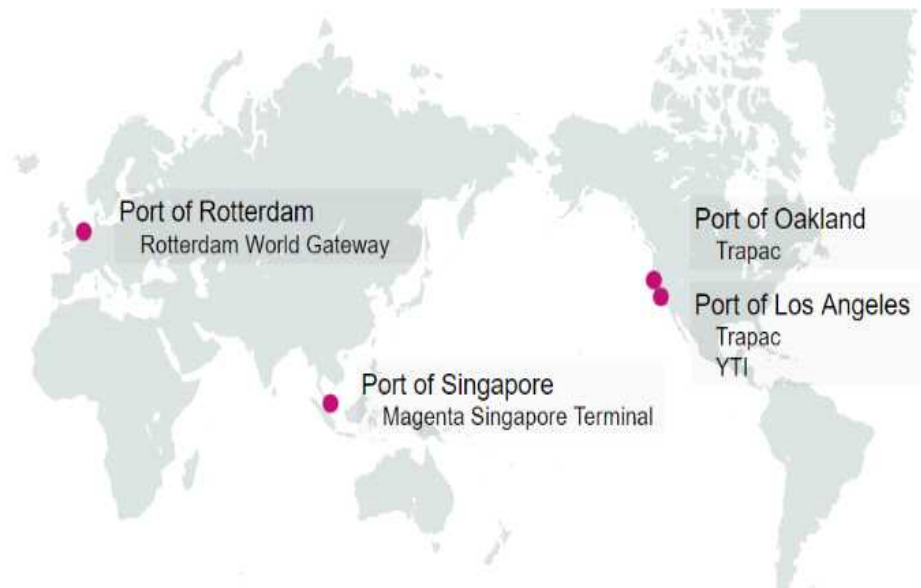 Port of Rotterdam
Rotterdam World Gateway
Port of Oakland
Trapac
Port of Los Angeles
Trapac
YTI
Port of Singapore
Magenta Singapore Terminal